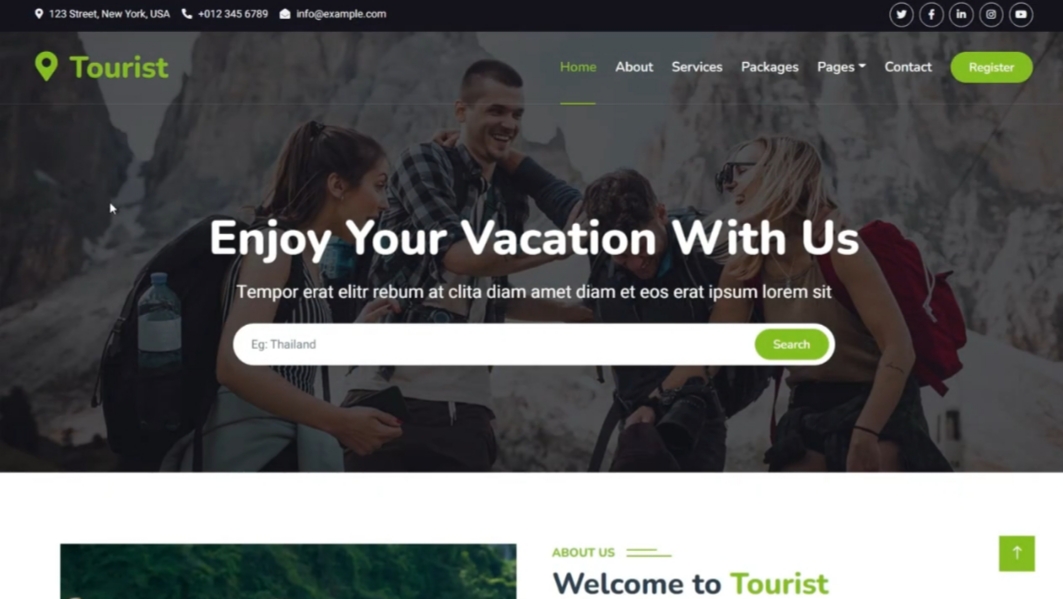 123 Street, New York, USA +012 345 6789 info@example.com
Tourist
Home About Services Packages Pages Contact Register
Enjoy Your Vacation With Us
Tempor erat elitr rebum at clita diam amet diam et eos erat ipsum lorem sit
Eg: Thailand Search
ABOUT US
Welcome to Tourist